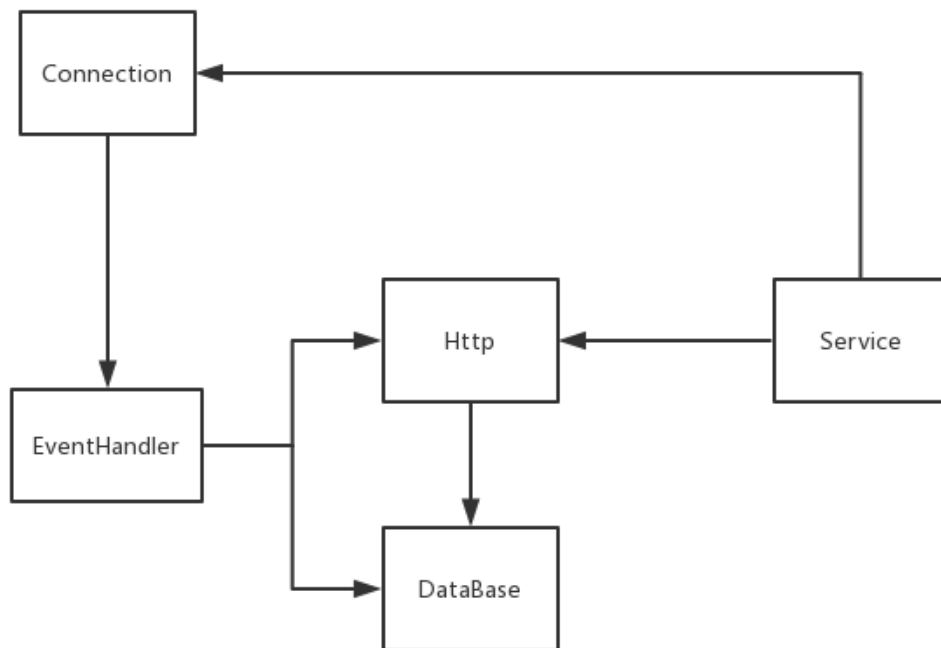 Connection
Http
Service
EventHandler
DataBase